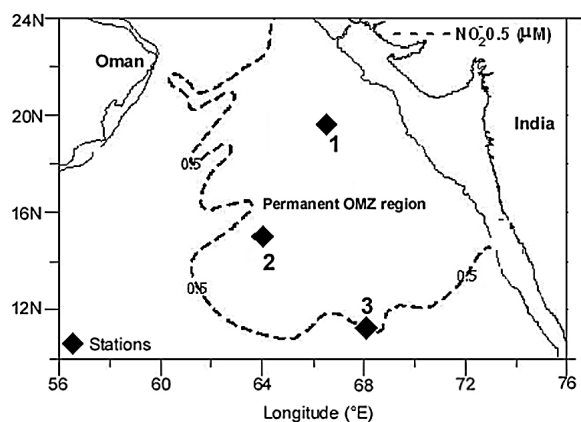 24N
Oman
NO₂⁻0.5 (µM)
20N
1
India
0.5
Permanent OMZ region
16N
2
0.5
0.5
12N
3
Stations
56 60 64 68 72 76
Longitude (°E)